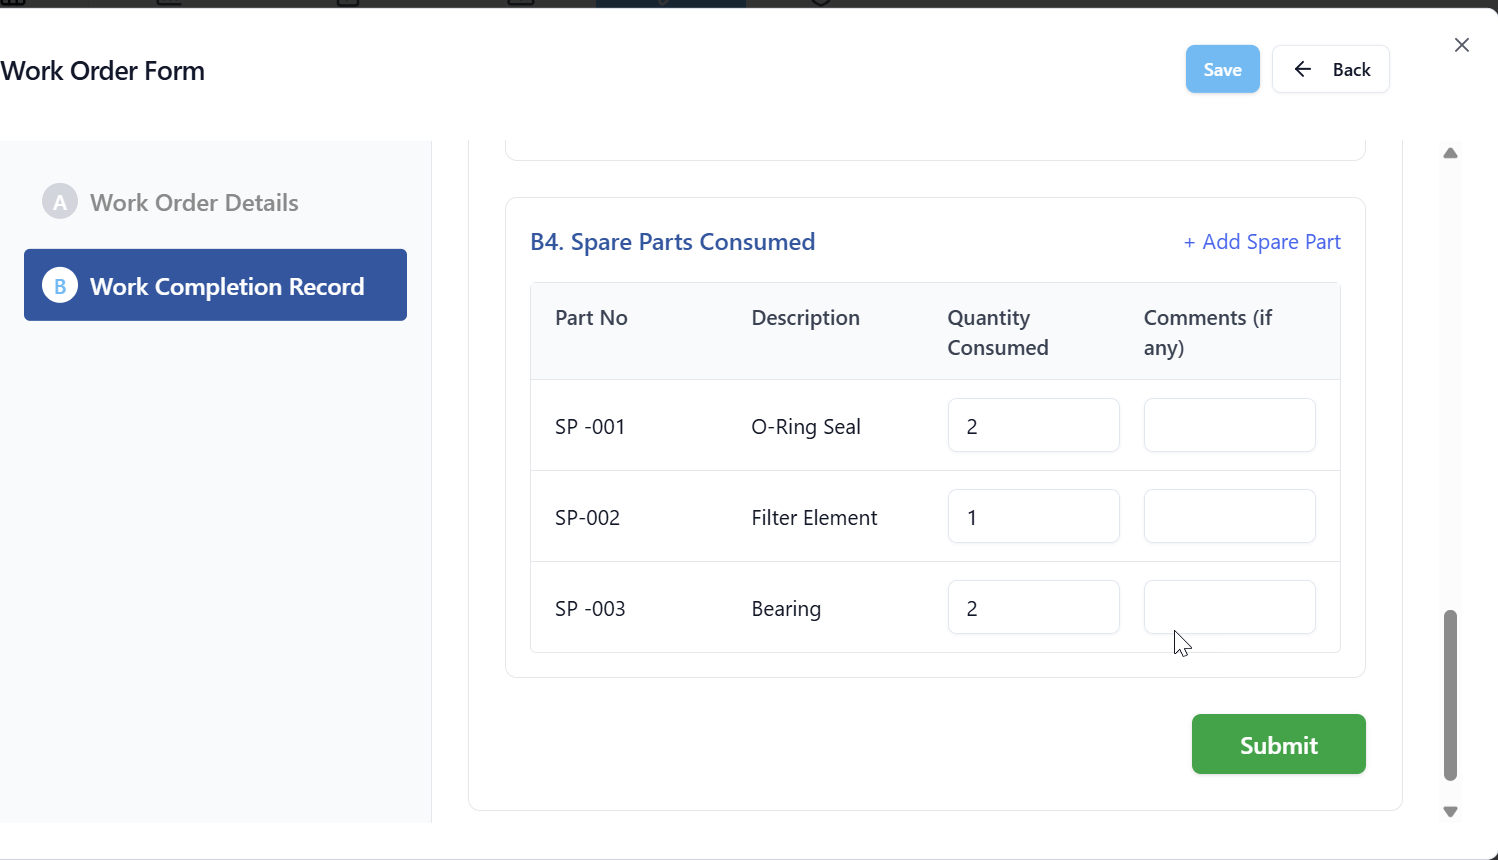 Work Order Form
Save
Back
A Work Order Details
B Work Completion Record
B4. Spare Parts Consumed
+ Add Spare Part
Part No Description Quantity Consumed Comments (if any)
SP -001 O-Ring Seal 2
SP-002 Filter Element 1
SP -003 Bearing 2
Submit